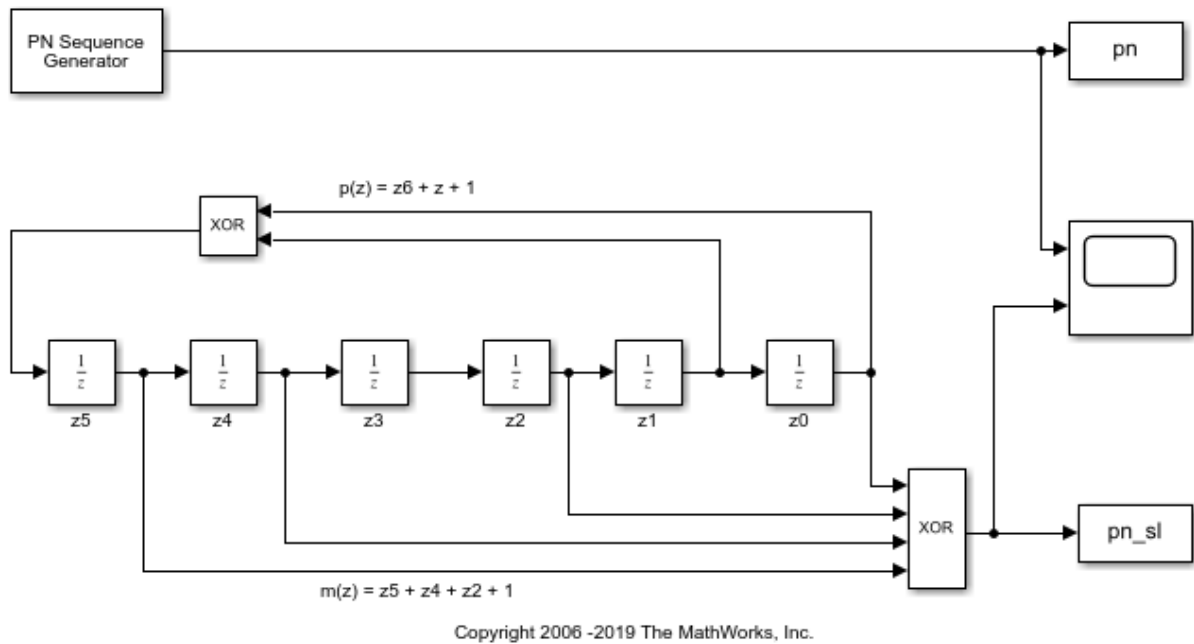 PN Sequence
Generator
pn
p(z) = z6 + z + 1
XOR
1
z
1
z
1
z
1
z
1
z
1
z
z5
z4
z3
z2
z1
z0
XOR
pn_sl
m(z) = z5 + z4 + z2 + 1
Copyright 2006 -2019 The MathWorks, Inc.